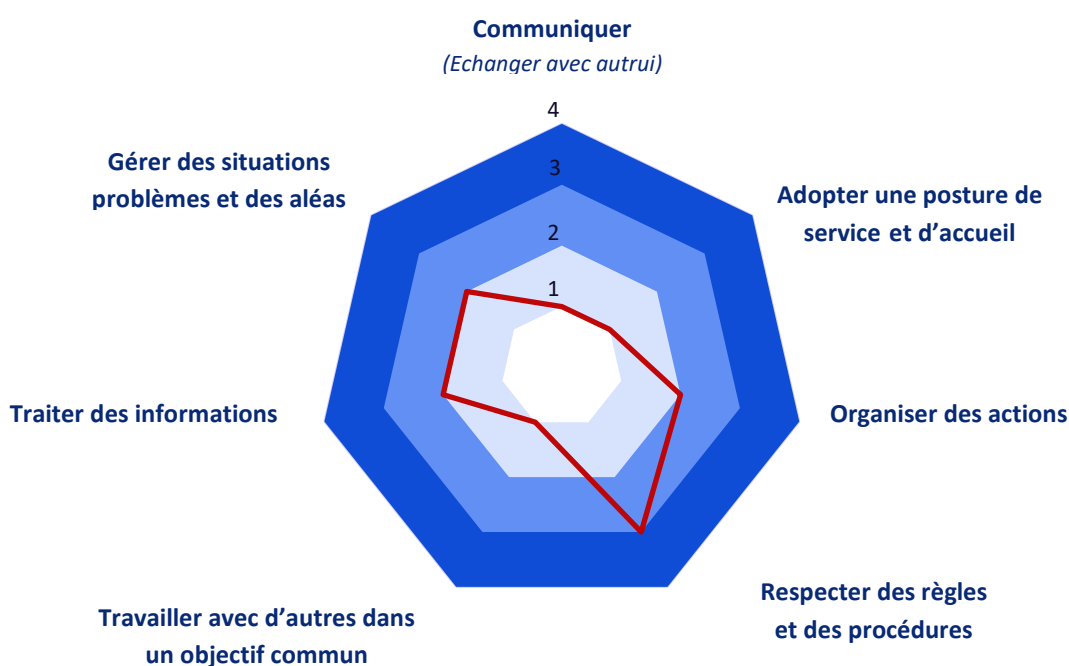 Communiquer
(Echanger avec autrui)
4
3
2
1
Gérer des situations
problèmes et des aléas
Adopter une posture de
service et d’accueil
Traiter des informations
Organiser des actions
Travailler avec d’autres dans
un objectif commun
Respecter des règles
et des procédures